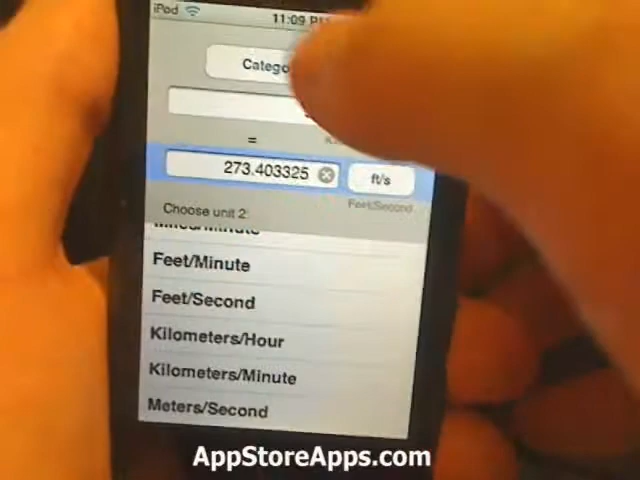 iPod 11:09 P
Catego
=
273.403325 ft/s
Choose unit 2: Feet/Second
Feet/Minute
Feet/Second
Kilometers/Hour
Kilometers/Minute
Meters/Second
AppStoreApps.com